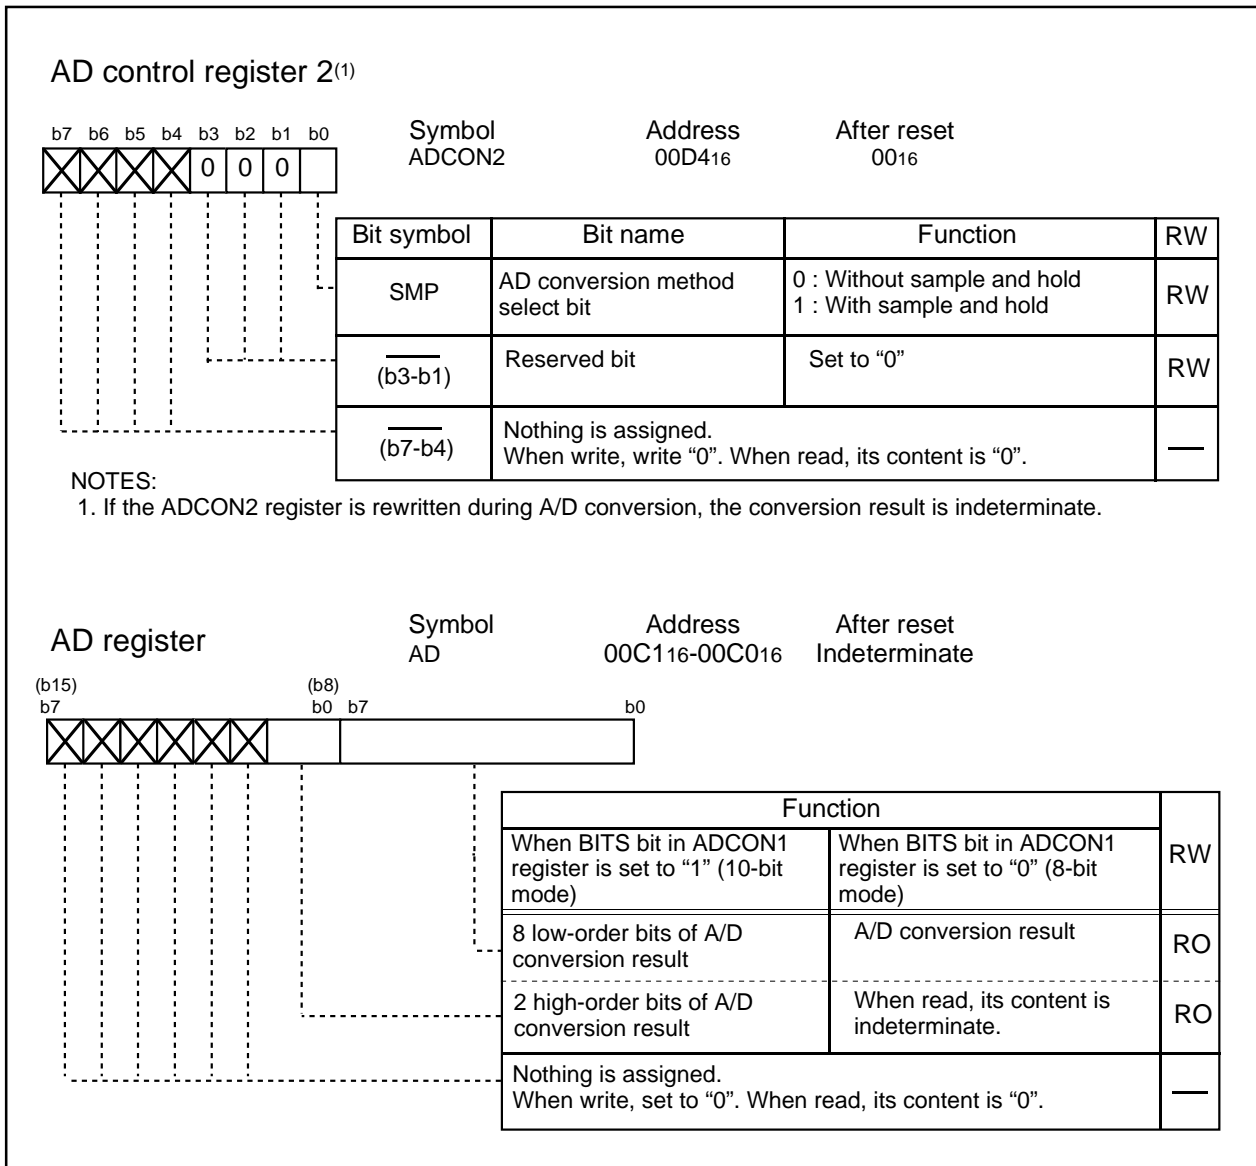 AD control register 2(1)
Symbol Address After reset
b7 b6 b5 b4 b3 b2 b1 b0
ADCON2 00D416 0016
0 0 0
Bit symbol Bit name Function RW
SMP AD conversion method select bit 0 : Without sample and hold RW
1 : With sample and hold
(b3-b1) Reserved bit Set to “0” RW
(b7-b4) Nothing is assigned.
When write, write “0”. When read, its content is “0”.
NOTES:
1. If the ADCON2 register is rewritten during A/D conversion, the conversion result is indeterminate.
AD register
Symbol Address After reset
AD 00C116-00C016 Indeterminate
(b15) (b8)
b7 b0 b7 b0
Function RW
When BITS bit in ADCON1
register is set to “1” (10-bit
mode)
When BITS bit in ADCON1
register is set to “0” (8-bit
mode)
8 low-order bits of A/D
conversion result
A/D conversion result
RO
2 high-order bits of A/D
conversion result
When read, its content is
indeterminate.
RO
Nothing is assigned.
When write, set to “0”. When read, its content is “0”.